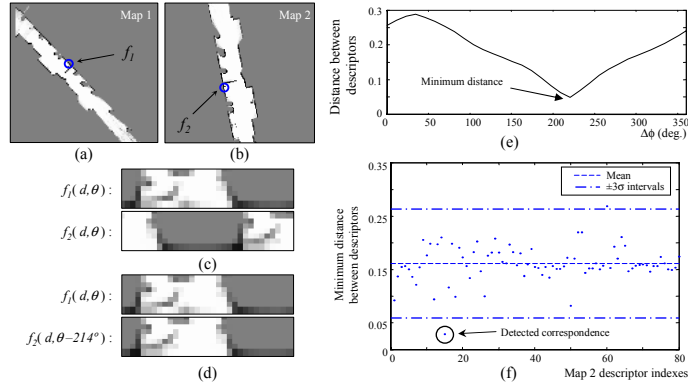 Map 1
f1
(a)
Map 2
f2
(b)
f1(d,θ) :
f2(d,θ) :
(c)
f1(d,θ) :
f2(d,θ−214º) :
(d)
Distance between
descriptors
0.3
0.2
0.1
0
Minimum distance
0 50 100 150 200 250 300 350
Δϕ (deg.)
(e)
Minimum distance
between descriptors
0.35
0.25
0.15
0.05
Mean
±3σ intervals
Detected correspondence
0 20 40 60 80
(f)
Map 2 descriptor indexes